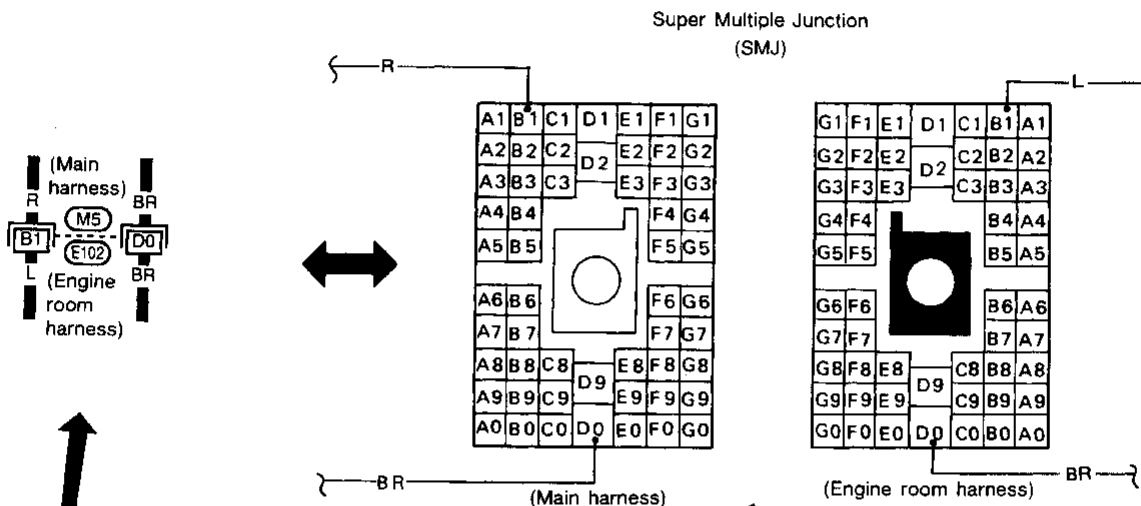 Super Multiple Junction
(SMJ)
R
L
(Main
harness)
R
BR
M5
B1
D0
E102
L
BR
(Engine
room
harness)
A1 B1 C1 D1 E1 F1 G1
A2 B2 C2 D2 E2 F2 G2
A3 B3 C3 E3 F3 G3
A4 B4 F4 G4
A5 B5 F5 G5
A6 B6 F6 G6
A7 B7 F7 G7
A8 B8 C8 E8 F8 G8
D9
A9 B9 C9 E9 F9 G9
A0 B0 C0 D0 E0 F0 G0
BR
(Main harness)
G1 F1 E1 D1 C1 B1 A1
G2 F2 E2 D2 C2 B2 A2
G3 F3 E3 C3 B3 A3
G4 F4 B4 A4
G5 F5 B5 A5
G6 F6 B6 A6
G7 F7 B7 A7
G8 F8 E8 C8 B8 A8
D9
G9 F9 E9 C9 B9 A9
G0 F0 E0 D0 C0 B0 A0
BR
(Engine room harness)